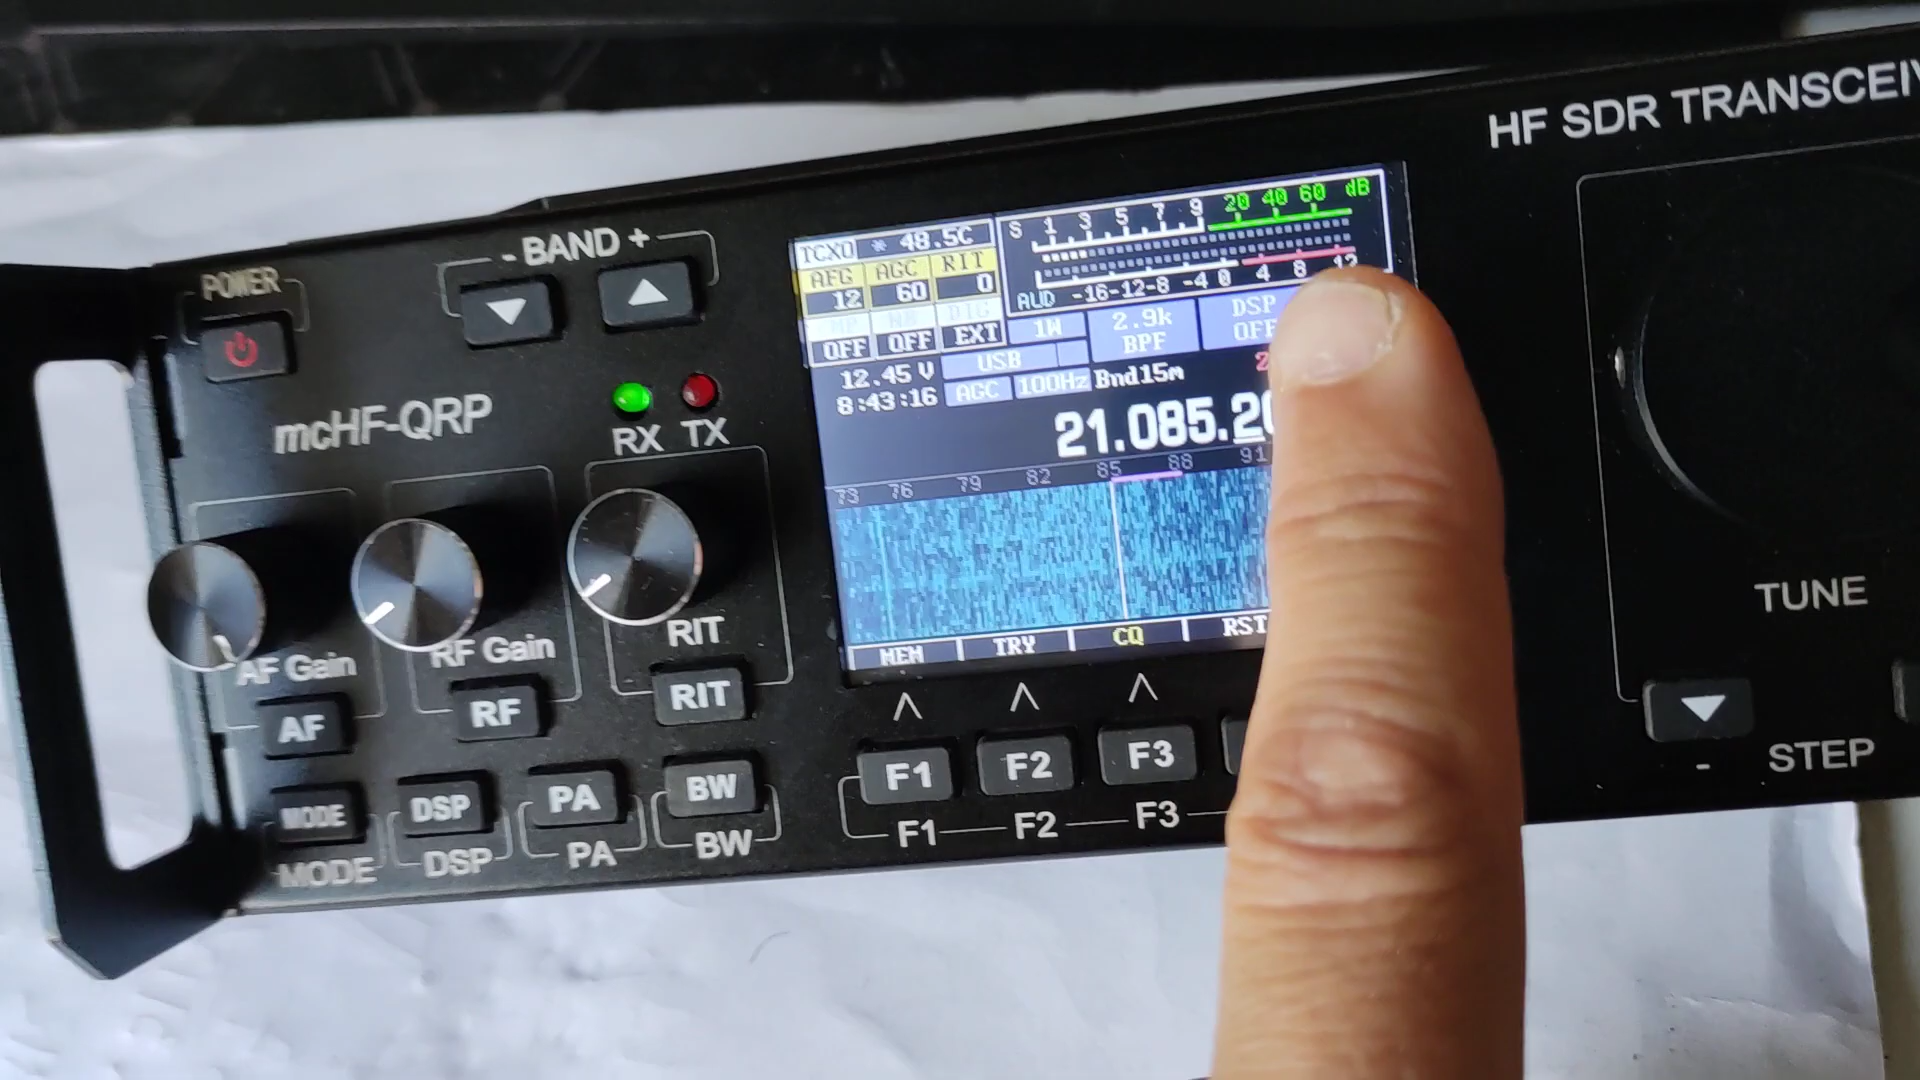 HF SDR TRANSCEIV
POWER
- BAND +
mcHF-QRP
RX TX
TCXO * 48.5C
AFG AGC RIT
12 60 0
DIG
OFF OFF EXT
S 1 3 5 7 9 20 40 60 dB
AUD -16-12-8 -4 0 4 8 12
1W
2.9k
BPF
DSP
OFF
USB
12.45 V
8:43:16
AGC 100Hz Bnd15m
21.085.20
73 76 79 82 85 88 91
MEM TRY CQ RST
AF Gain
RF Gain
RIT
AF RF RIT
MODE DSP PA BW
MODE DSP PA BW
F1 F2 F3
F1 F2 F3
TUNE
- STEP